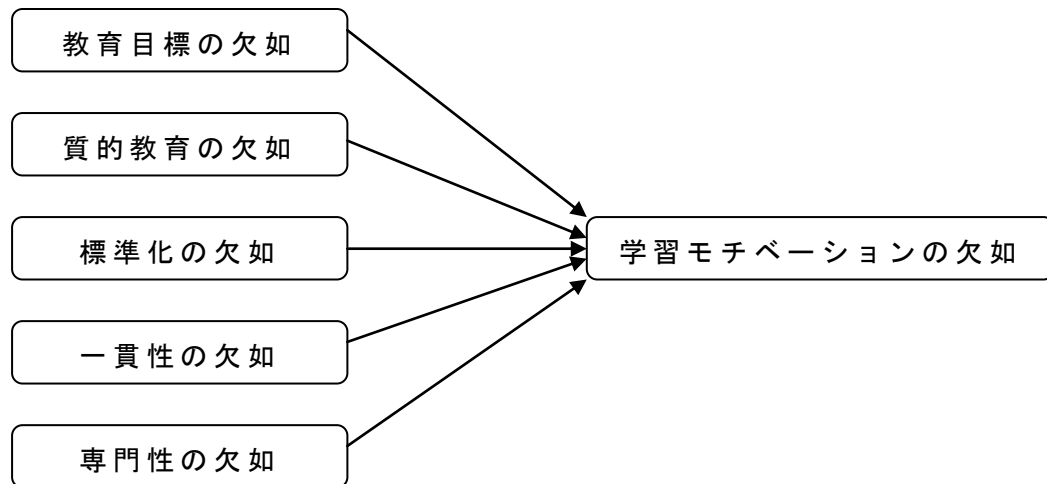 教育目標の欠如
質的教育の欠如
標準化の欠如
学習モチベーションの欠如
一貫性の欠如
専門性の欠如